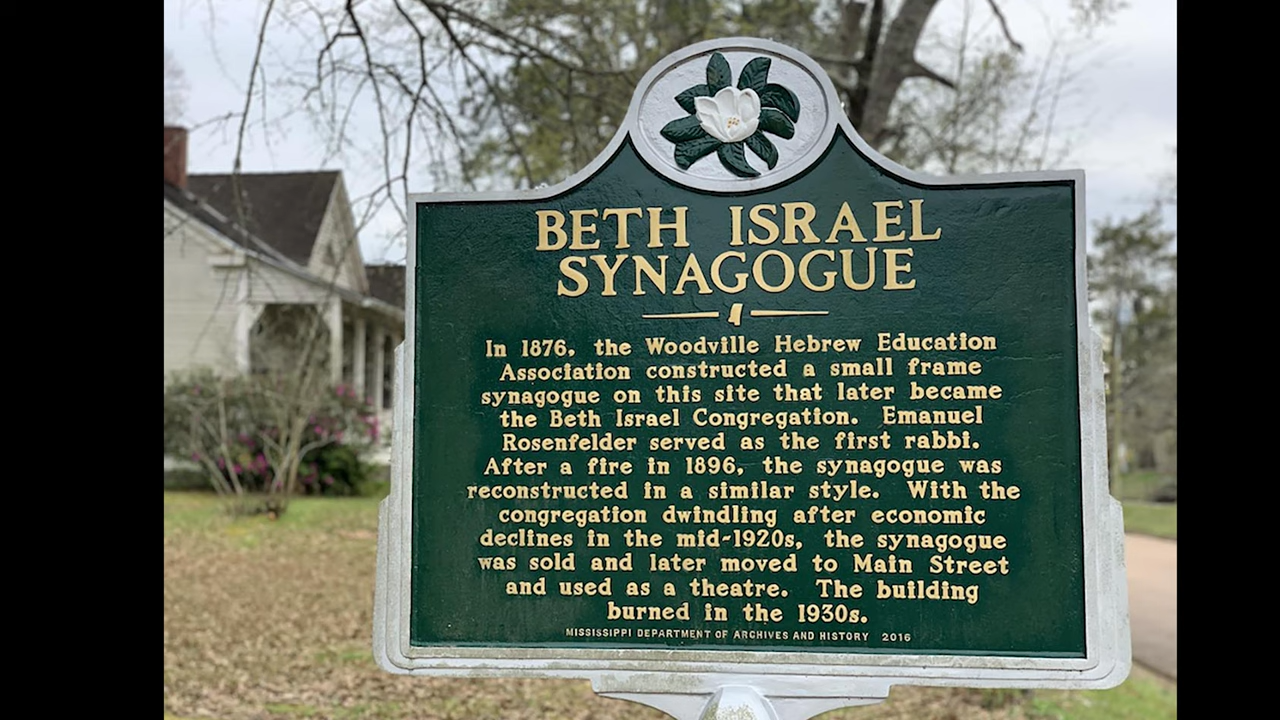 BETH ISRAEL
SYNAGOGUE
In 1876, the Woodville Hebrew Education
Association constructed a small frame
synagogue on this site that later became
the Beth Israel Congregation. Emanuel
Rosenfelder served as the first rabbi.
After a fire in 1896, the synagogue was
reconstructed in a similar style. With the
congregation dwindling after economic
declines in the mid-1920s, the synagogue
was sold and later moved to Main Street
and used as a theatre. The building
burned in the 1930s.
MISSISSIPPI DEPARTMENT OF ARCHIVES AND HISTORY 2016